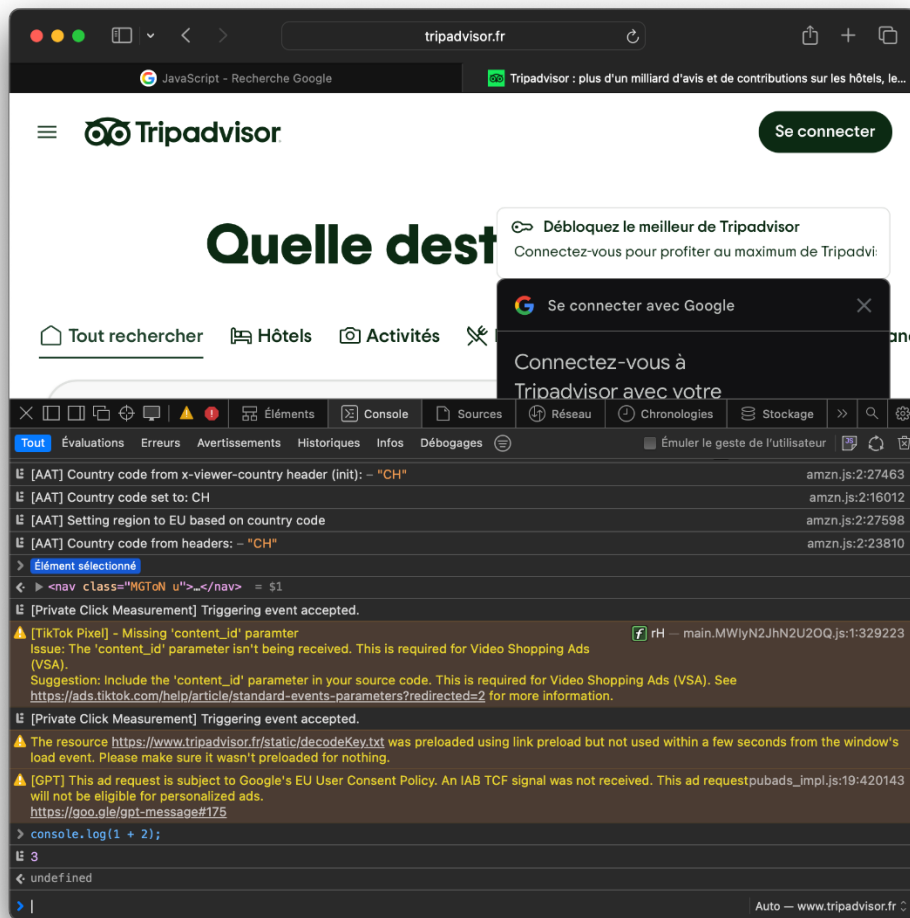 tripadvisor.fr
JavaScript - Recherche Google
Tripadvisor : plus d'un milliard d'avis et de contributions sur les hôtels, le...
Tripadvisor
Se connecter
Quelle dest
Débloquez le meilleur de Tripadvisor
Connectez-vous pour profiter au maximum de Tripadvi
Se connecter avec Google
Tout rechercher
Hôtels
Activités
Connectez-vous à
Tripadvisor avec votre
Éléments
Console
Sources
Réseau
Chronologies
Stockage
Tout
Évaluations
Erreurs
Avertissements
Historiques
Infos
Débogages
Émuler le geste de l'utilisateur
[AAT] Country code from x-viewer-country header (init): – "CH" amzn.js:2:27463
[AAT] Country code set to: CH amzn.js:2:16012
[AAT] Setting region to EU based on country code amzn.js:2:27598
[AAT] Country code from headers: – "CH" amzn.js:2:23810
Élément sélectionné
<nav class="MGToN u">…</nav> = $1
[Private Click Measurement] Triggering event accepted.
[TikTok Pixel] - Missing 'content_id' paramter f rH — main.MWIyN2JhN2U2OQ.js:1:329223
Issue: The 'content_id' parameter isn't being received. This is required for Video Shopping Ads
(VSA).
Suggestion: Include the 'content_id' parameter in your source code. This is required for Video Shopping Ads (VSA). See
https://ads.tiktok.com/help/article/standard-events-parameters?redirected=2 for more information.
[Private Click Measurement] Triggering event accepted.
The resource https://www.tripadvisor.fr/static/decodeKey.txt was preloaded using link preload but not used within a few seconds from the window's
load event. Please make sure it wasn't preloaded for nothing.
[GPT] This ad request is subject to Google's EU User Consent Policy. An IAB TCF signal was not received. This ad request pubads_impl.js:19:420143
will not be eligible for personalized ads.
https://goo.gle/gpt-message#175
console.log(1 + 2);
3
undefined
Auto — www.tripadvisor.fr